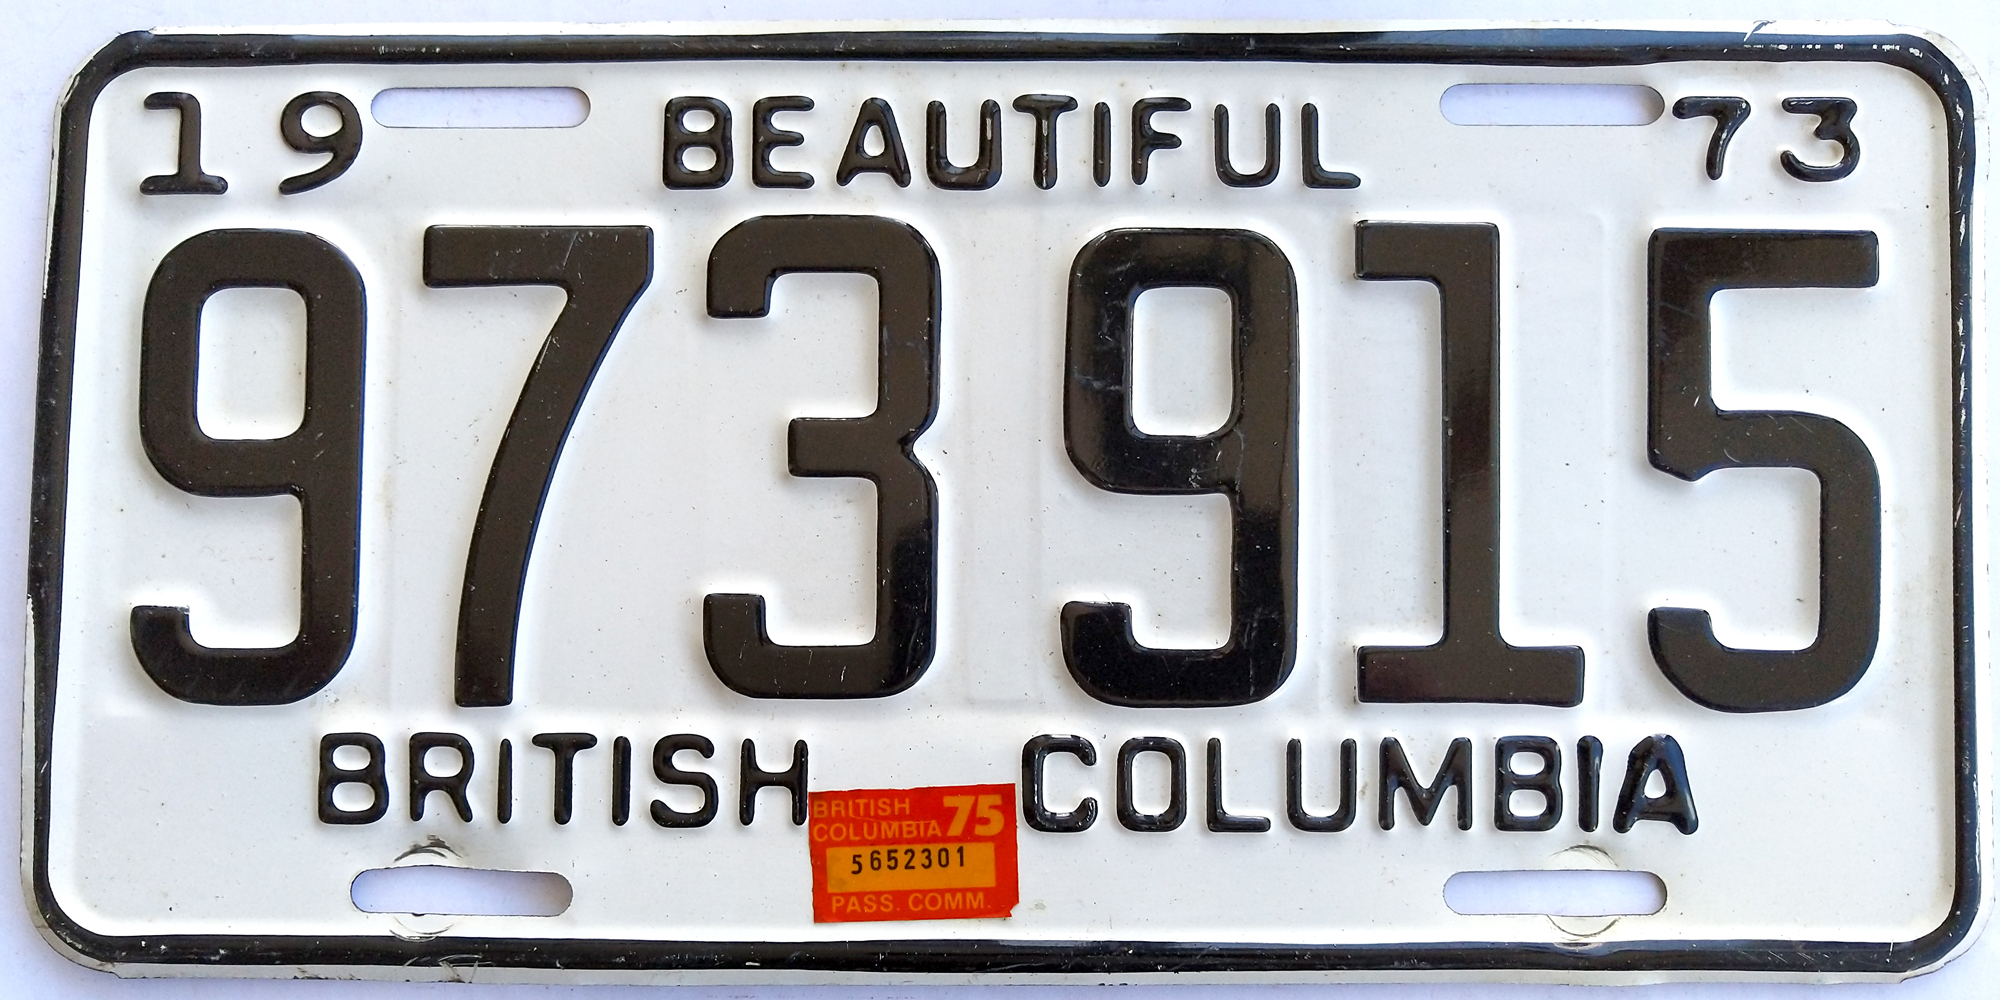 19 BEAUTIFUL 73
973915
BRITISH COLUMBIA
BRITISH
COLUMBIA 75
5652301
PASS. COMM.